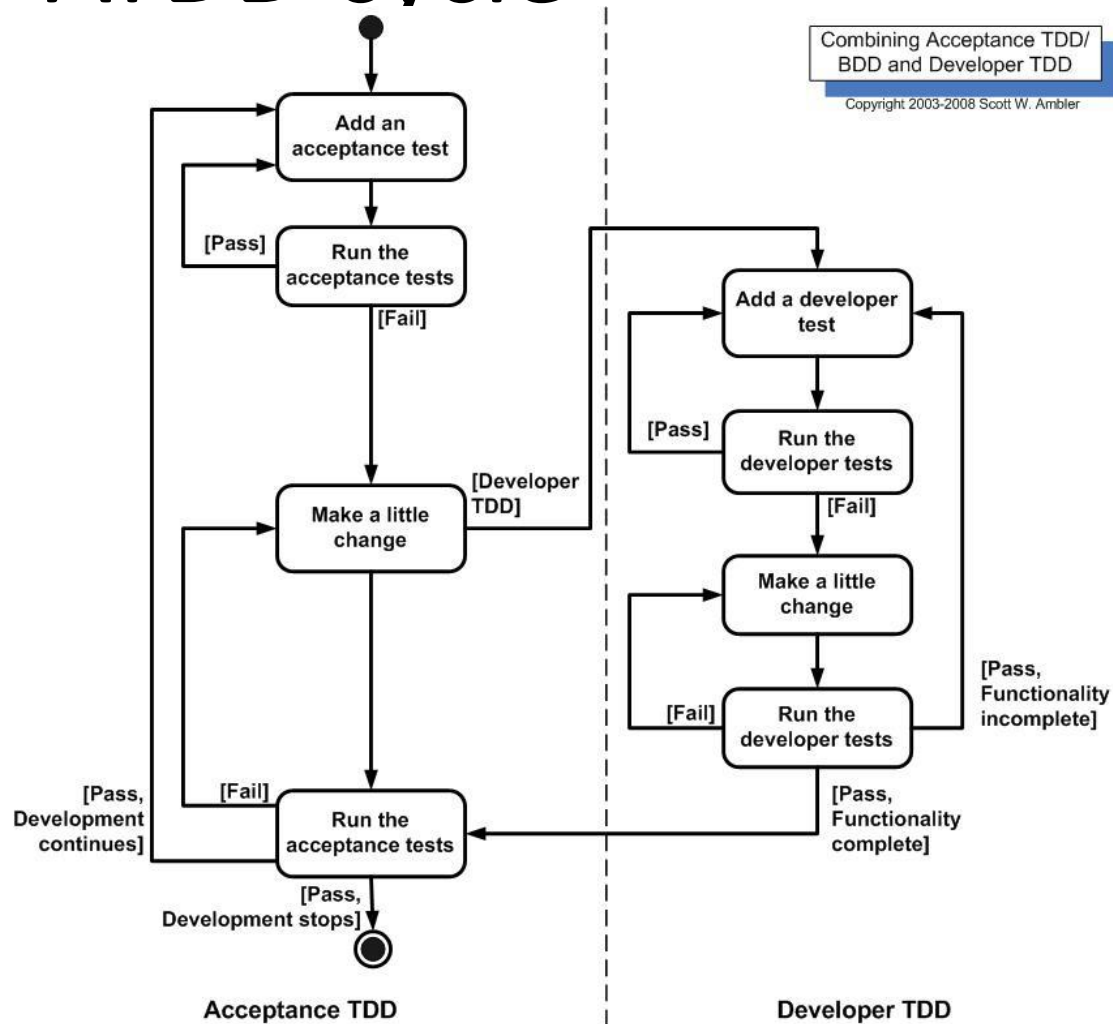 ATDD cycle
Combining Acceptance TDD/
BDD and Developer TDD
Copyright 2003-2008 Scott W. Ambler
Add an
acceptance test
[Pass]
Run the
acceptance tests
[Fail]
Make a little
change
[Developer
TDD]
[Fail]
Run the
acceptance tests
[Pass,
Development
continues]
[Pass,
Development stops]
Acceptance TDD
Add a developer
test
[Pass]
Run the
developer tests
[Fail]
Make a little
change
[Fail]
Run the
developer tests
[Pass,
Functionality
incomplete]
[Pass,
Functionality
complete]
Developer TDD